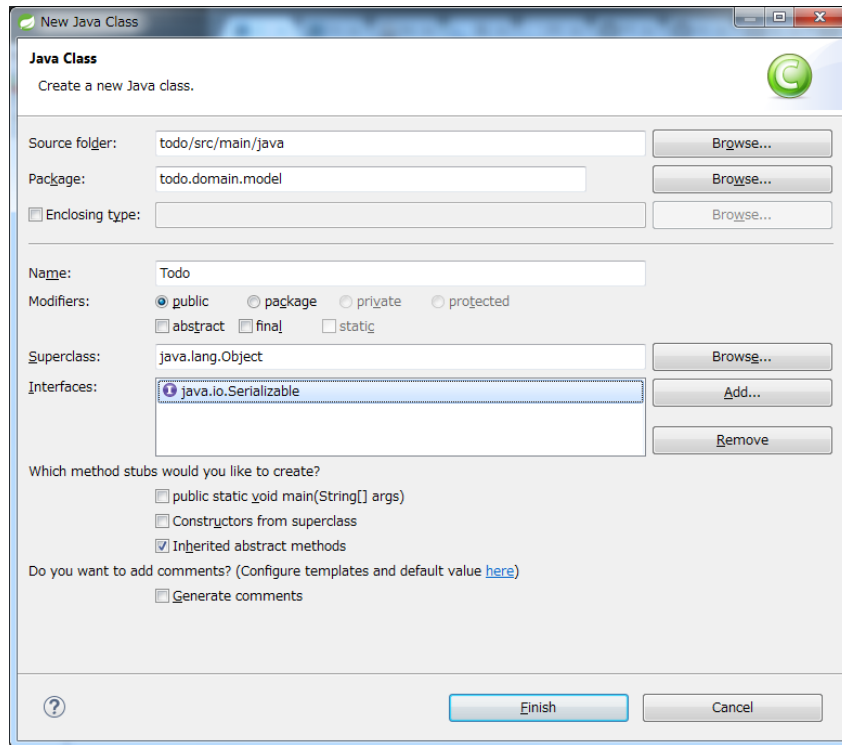 New Java Class
Java Class
Create a new Java class.
Source folder: todo/src/main/java Browse...
Package: todo.domain.model Browse...
Enclosing type: Browse...
Name: Todo
Modifiers: public package private protected
abstract final static
Superclass: java.lang.Object Browse...
Interfaces: java.io.Serializable Add...
Remove
Which method stubs would you like to create?
public static void main(String[] args)
Constructors from superclass
Inherited abstract methods
Do you want to add comments? (Configure templates and default value here)
Generate comments
Finish Cancel